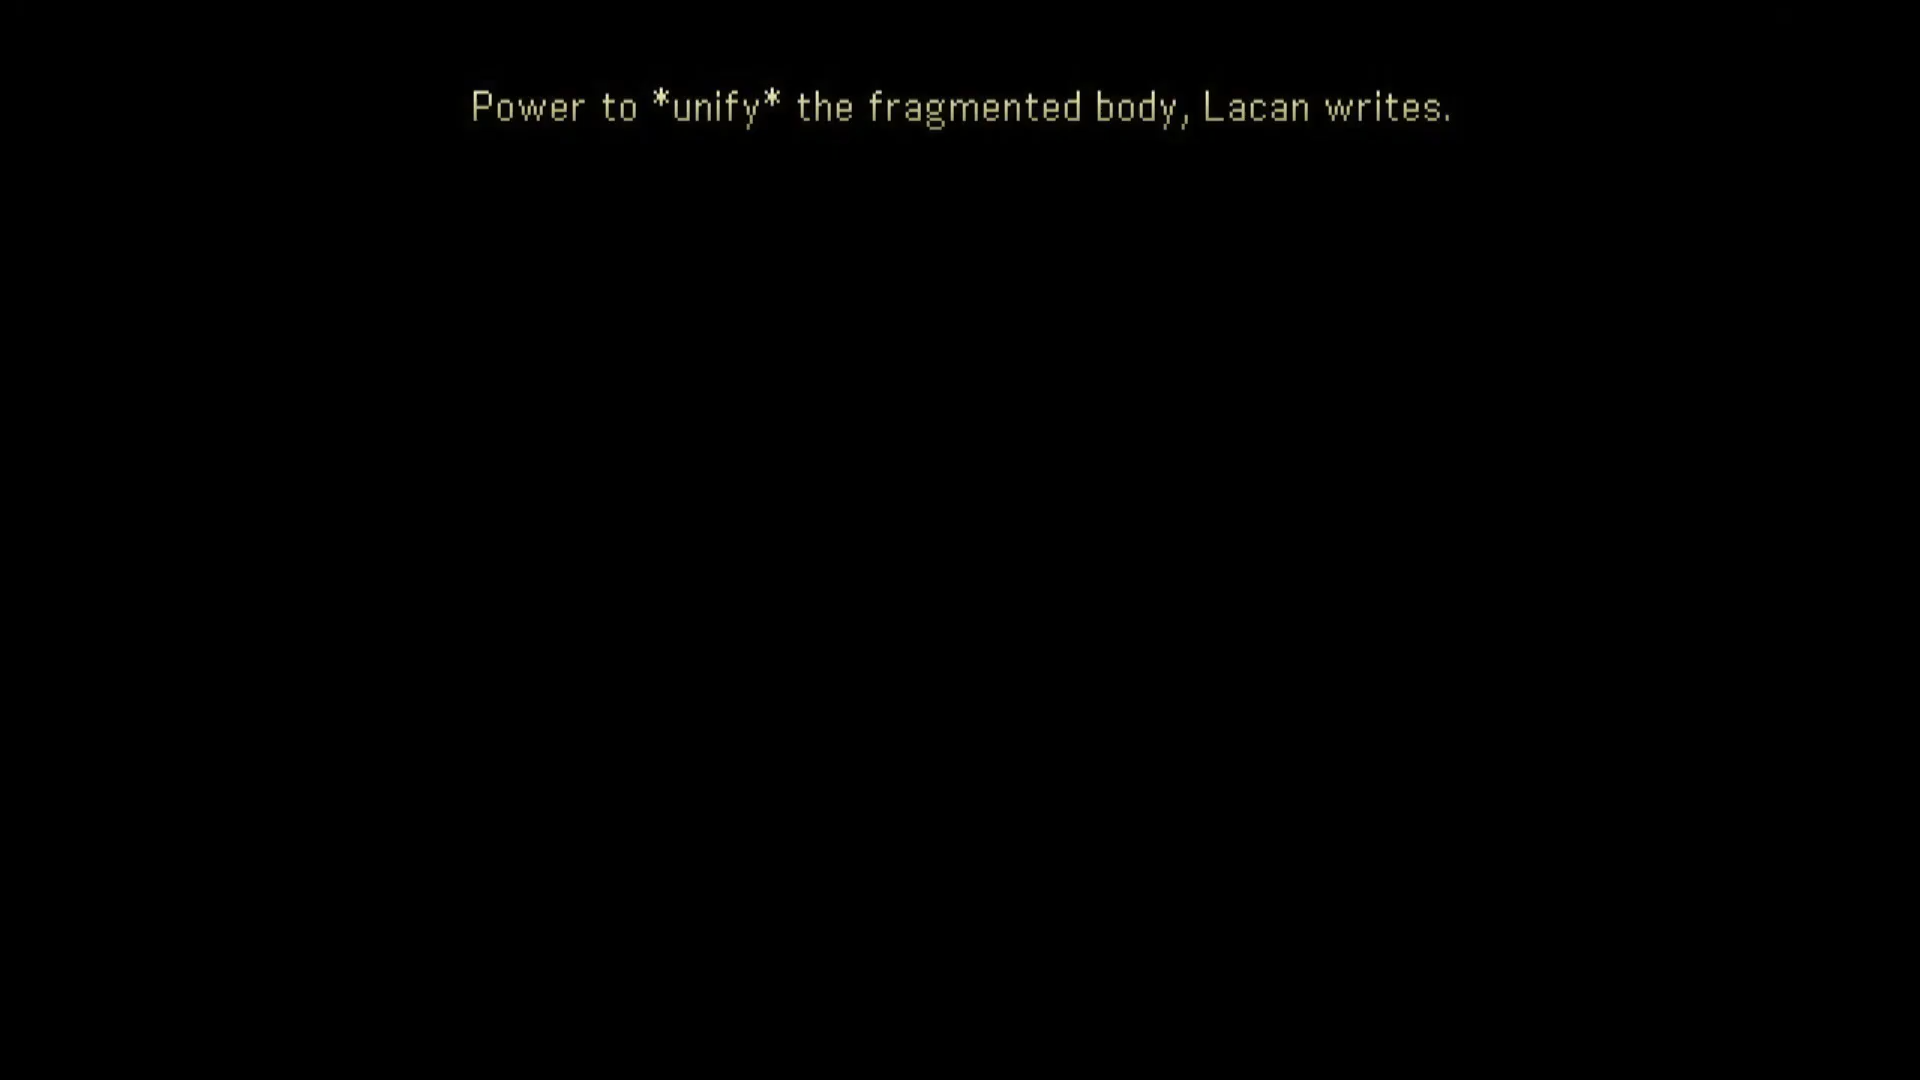 Power to *unify* the fragmented body, Lacan writes.